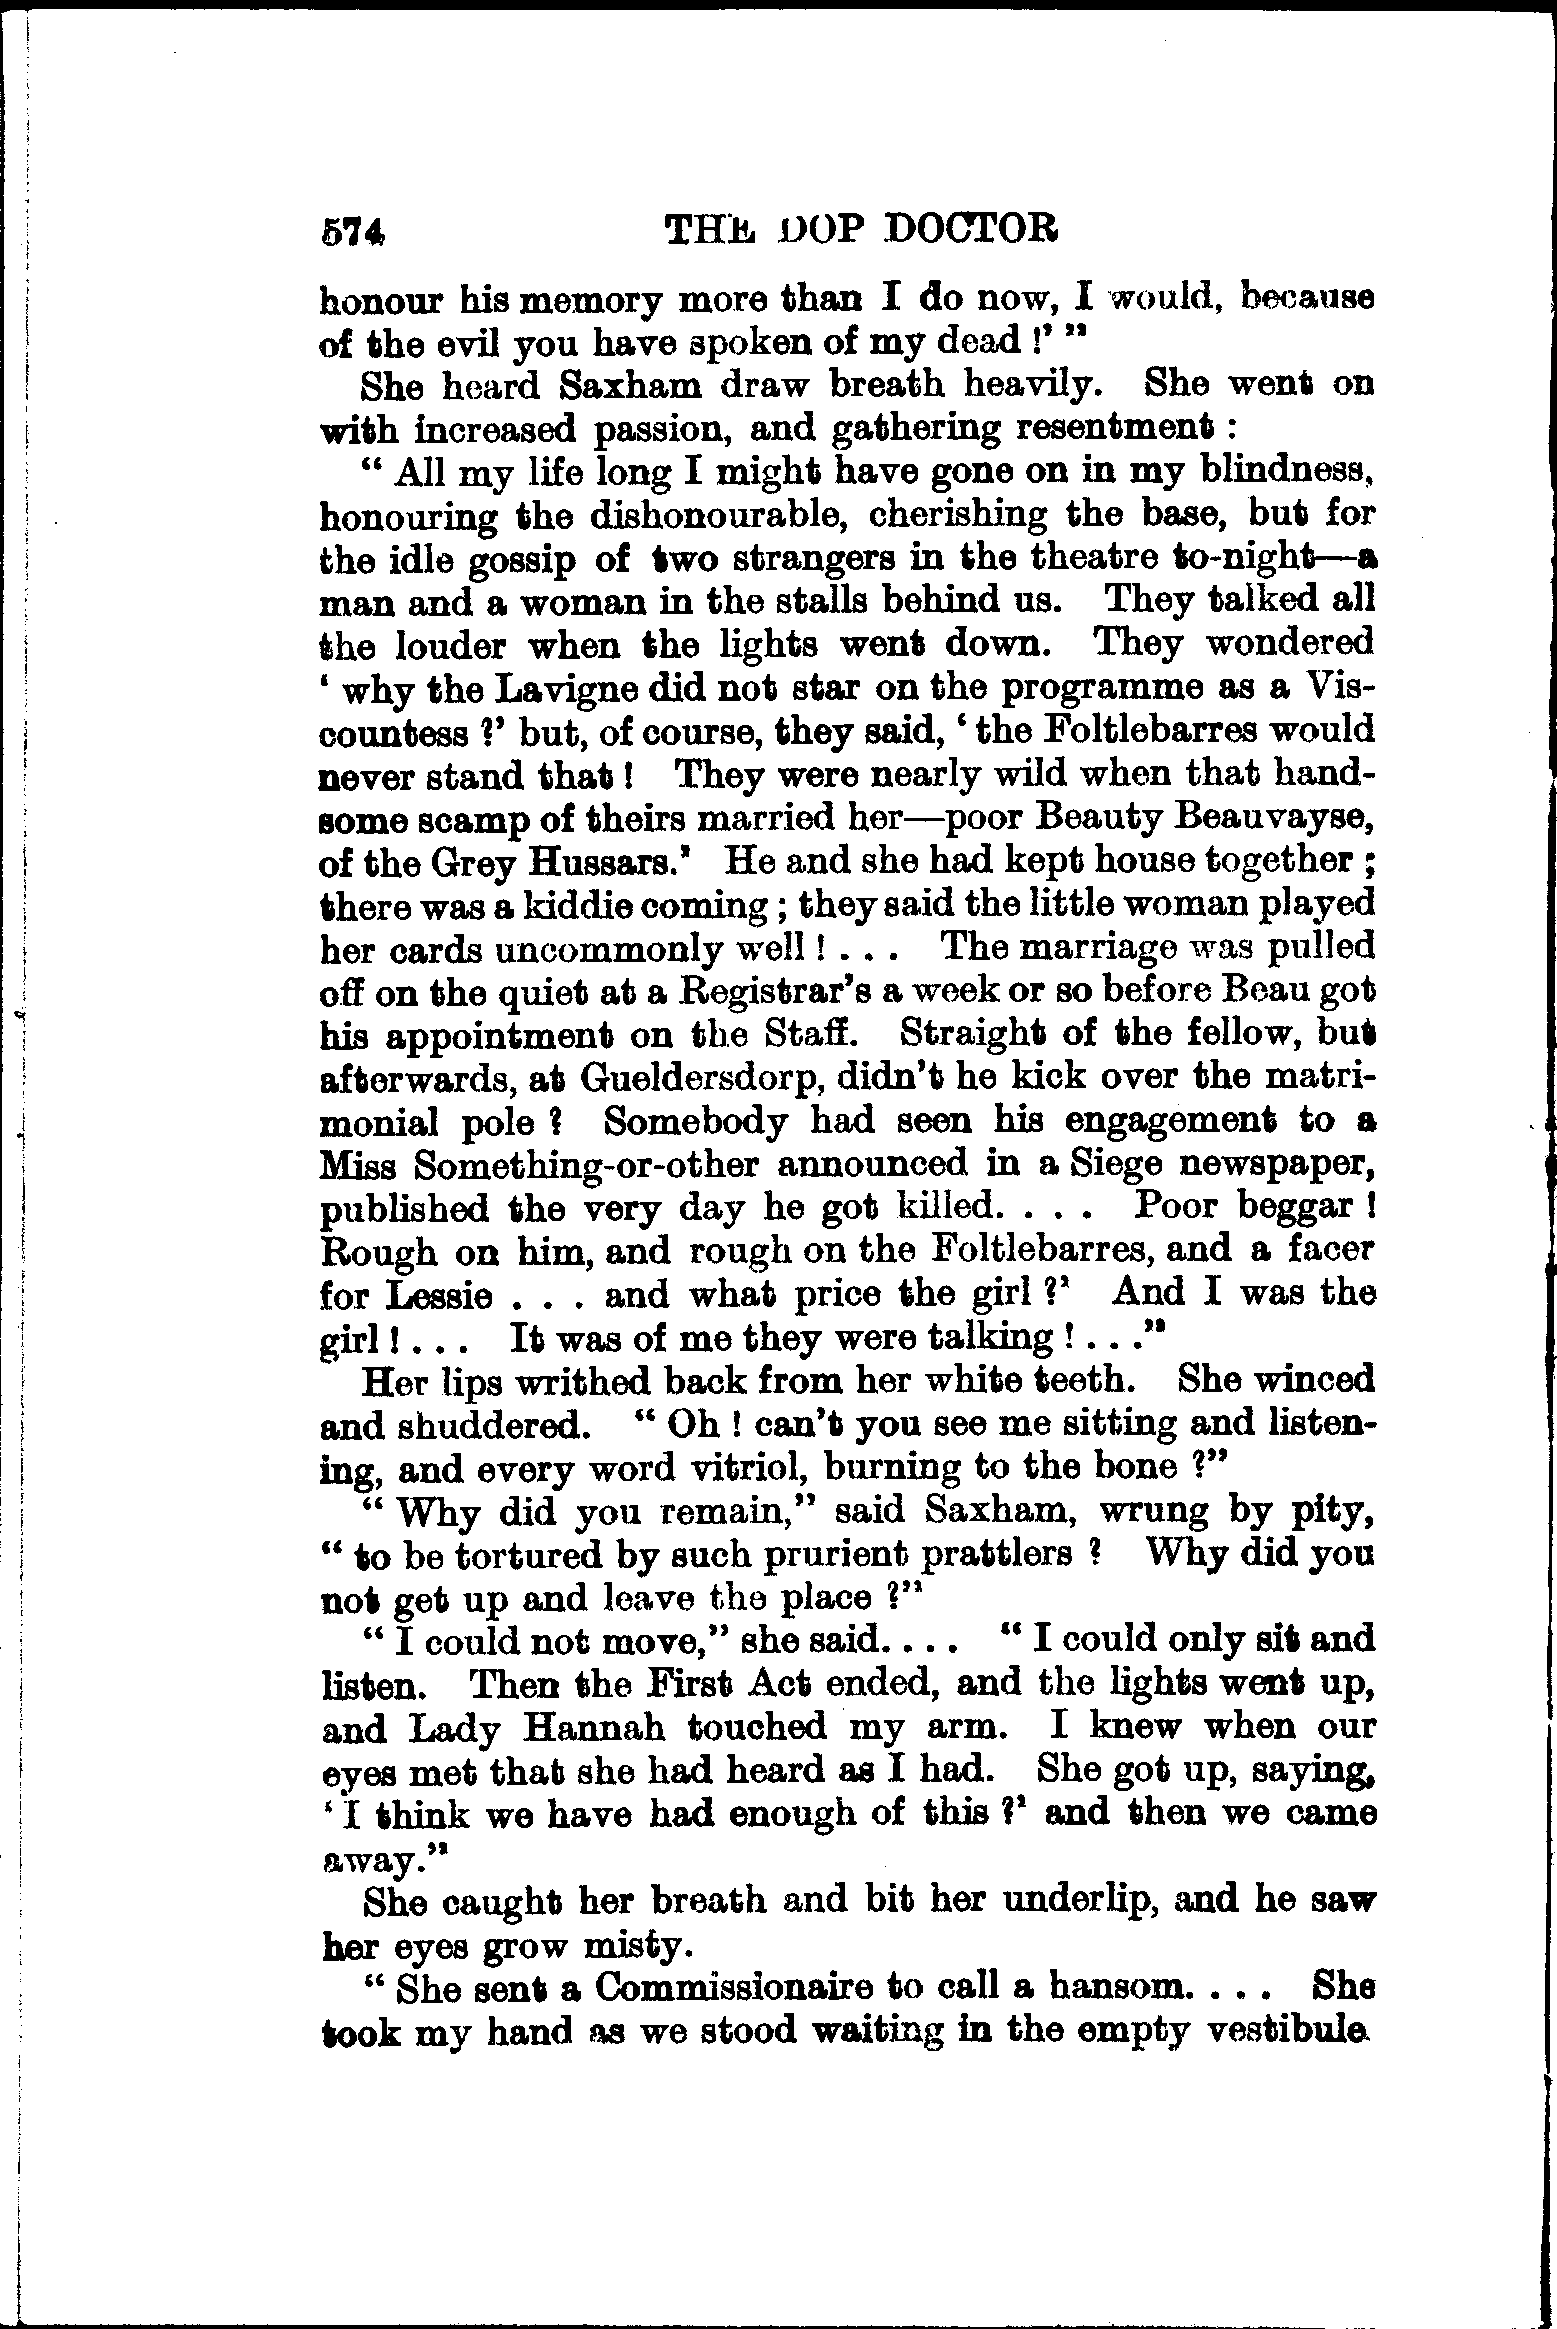 574 THE DOP DOCTOR
honour his memory more than I do now, I would, because
of the evil you have spoken of my dead !' "
She heard Saxham draw breath heavily. She went on
with increased passion, and gathering resentment :
" All my life long I might have gone on in my blindness,
honouring the dishonourable, cherishing the base, but for
the idle gossip of two strangers in the theatre to-night—a
man and a woman in the stalls behind us. They talked all
the louder when the lights went down. They wondered
' why the Lavigne did not star on the programme as a Vis-
countess ?' but, of course, they said, ' the Foltlebarres would
never stand that ! They were nearly wild when that hand-
some scamp of theirs married her—poor Beauty Beauvayse,
of the Grey Hussars.' He and she had kept house together ;
there was a kiddie coming ; they said the little woman played
her cards uncommonly well ! . . . The marriage was pulled
off on the quiet at a Registrar's a week or so before Beau got
his appointment on the Staff. Straight of the fellow, but
afterwards, at Gueldersdorp, didn't he kick over the matri-
monial pole ? Somebody had seen his engagement to a
Miss Something-or-other announced in a Siege newspaper,
published the very day he got killed. . . . Poor beggar !
Rough on him, and rough on the Foltlebarres, and a facer
for Lessie . . . and what price the girl ?' And I was the
girl ! . . . It was of me they were talking ! . . ."
Her lips writhed back from her white teeth. She winced
and shuddered. " Oh ! can't you see me sitting and listen-
ing, and every word vitriol, burning to the bone ?"
" Why did you remain," said Saxham, wrung by pity,
" to be tortured by such prurient prattlers ? Why did you
not get up and leave the place ?"
" I could not move," she said. . . . " I could only sit and
listen. Then the First Act ended, and the lights went up,
and Lady Hannah touched my arm. I knew when our
eyes met that she had heard as I had. She got up, saying,
' I think we have had enough of this ?' and then we came
away."
She caught her breath and bit her underlip, and he saw
her eyes grow misty.
" She sent a Commissionaire to call a hansom. . . . She
took my hand as we stood waiting in the empty vestibule